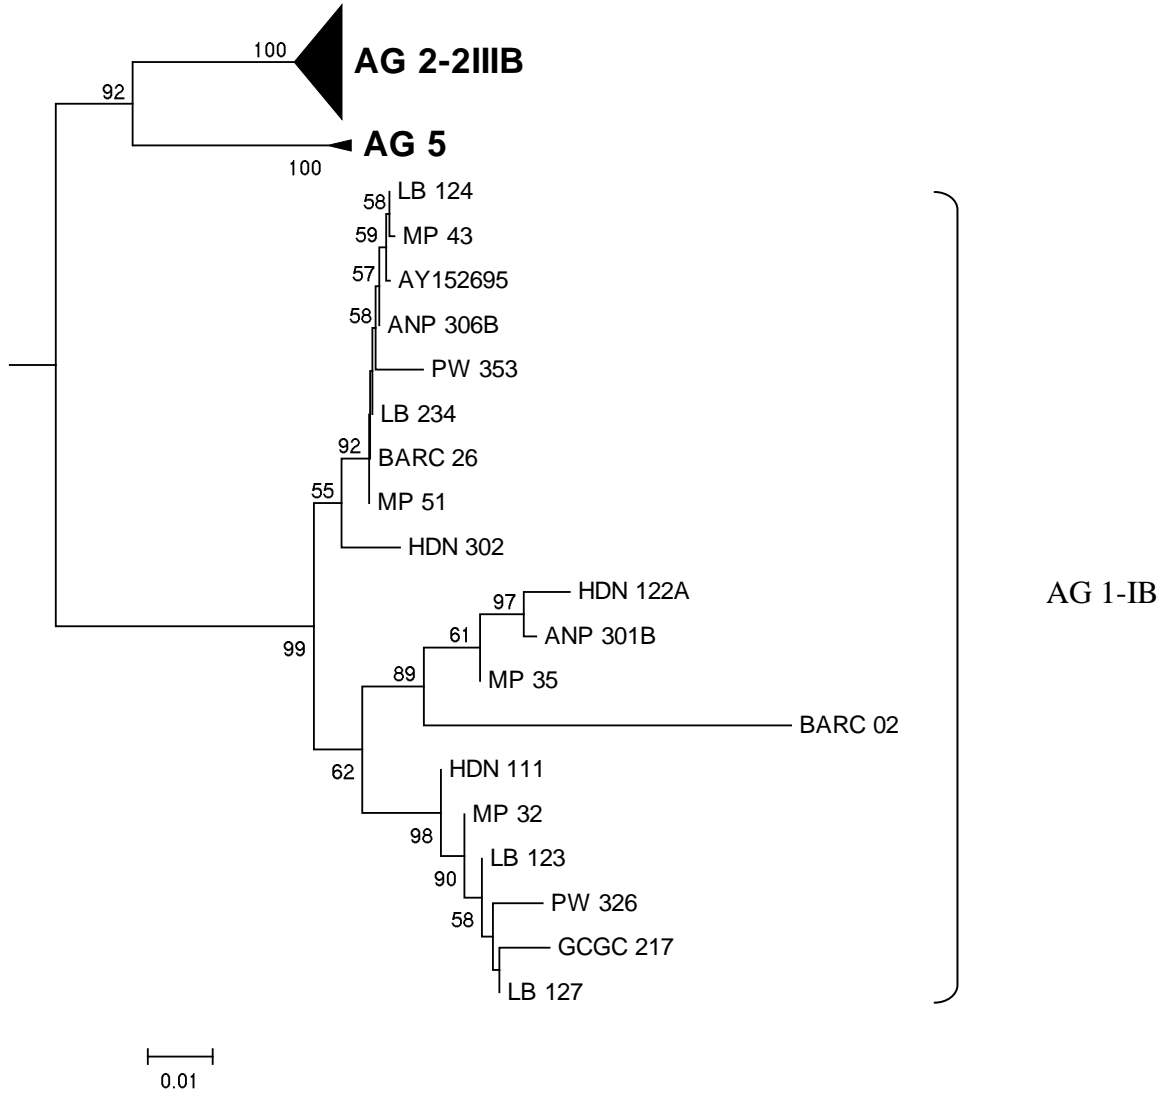 100
AG 2-2IIIB
92
AG 5
100
LB 124
58
MP 43
59
57
AY152695
58
ANP 306B
PW 353
LB 234
92
BARC 26
55
MP 51
HDN 302
HDN 122A
AG 1-IB
97
61
ANP 301B
99
89
MP 35
BARC 02
62
HDN 111
MP 32
98
LB 123
90
PW 326
58
GCGC 217
LB 127
0.01